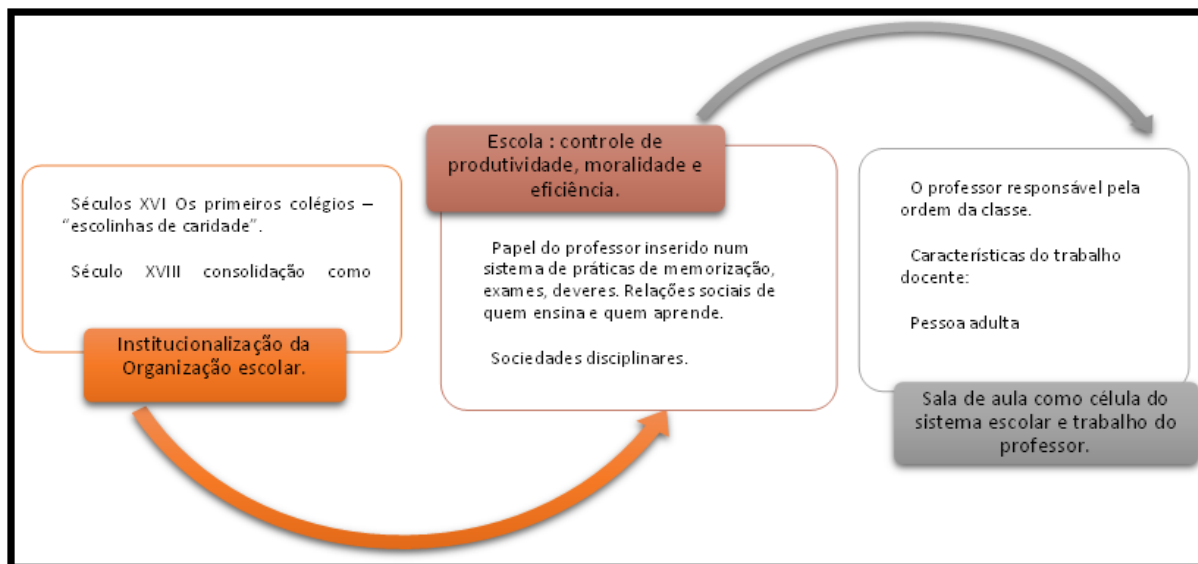 Séculos XVI Os primeiros colégios –
“escolinhas de caridade”.
Século XVIII consolidação como
Institucionalização da
Organização escolar.
Escola : controle de
produtividade, moralidade e
eficiência.
Papel do professor inserido num
sistema de práticas de memorização,
exames, deveres. Relações sociais de
quem ensina e quem aprende.
Sociedades disciplinares.
O professor responsável pela
ordem da classe.
Características do trabalho
docente:
Pessoa adulta
Sala de aula como célula do
sistema escolar e trabalho do
professor.